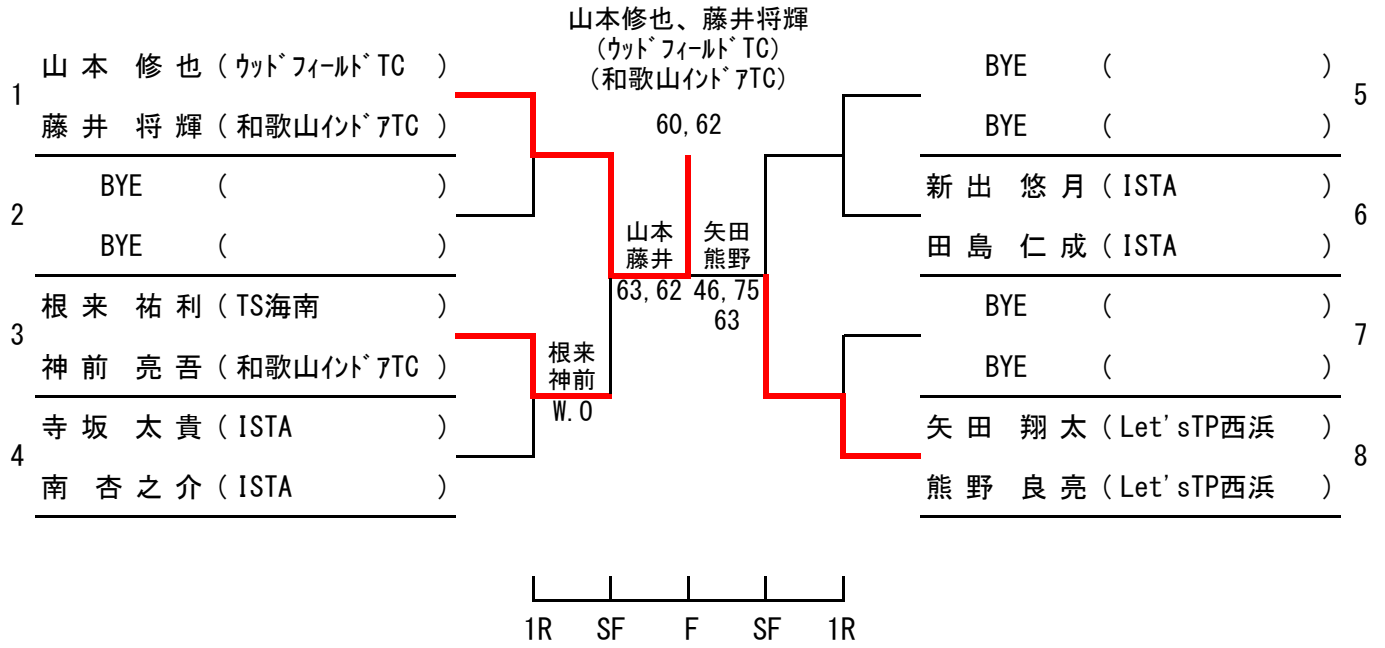 山本修也、藤井将輝
(ｳｯﾄﾞﾌｨｰﾙﾄﾞTC)
(和歌山ｲﾝﾄﾞｱTC)
60,62
1
山 本 修 也 ( ｳｯﾄﾞﾌｨｰﾙﾄﾞTC )
藤 井 将 輝 ( 和歌山ｲﾝﾄﾞｱTC )
2
BYE ( )
BYE ( )
3
根 来 祐 利 ( TS海南 )
神 前 亮 吾 ( 和歌山ｲﾝﾄﾞｱTC )
4
寺 坂 太 貴 ( ISTA )
南 杏 之 介 ( ISTA )
根来
神前
W.O
山本
藤井
63,62
矢田
熊野
46,75
63
BYE ( )
BYE ( )
5
新 出 悠 月 ( ISTA )
田 島 仁 成 ( ISTA )
6
BYE ( )
BYE ( )
7
矢 田 翔 太 ( Let'sTP西浜 )
熊 野 良 亮 ( Let'sTP西浜 )
8
1R SF F SF 1R